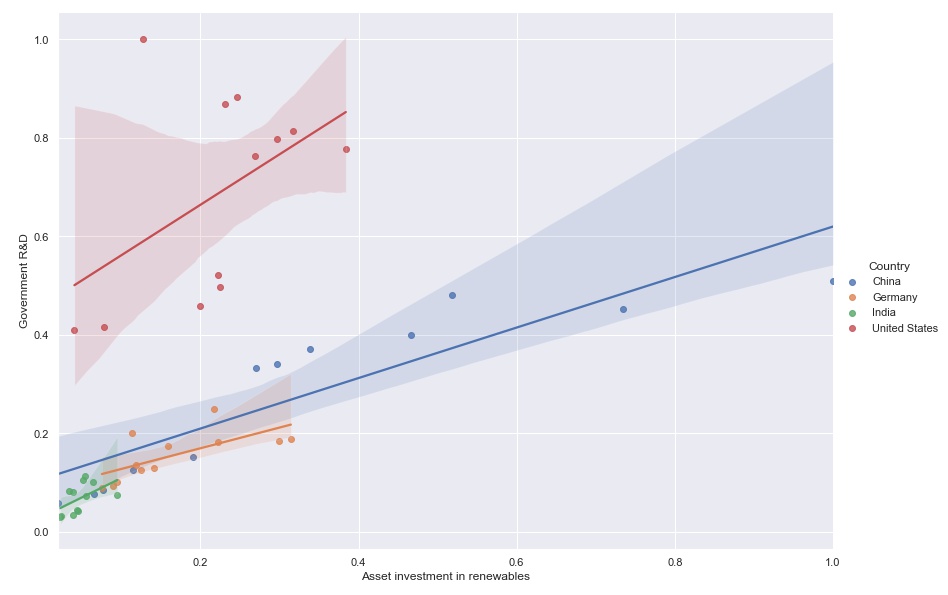 1.0
0.8
0.6
0.4
0.2
0.0
Government R&D
0.2 0.4 0.6 0.8 1.0
Asset investment in renewables
Country
China
Germany
India
United States